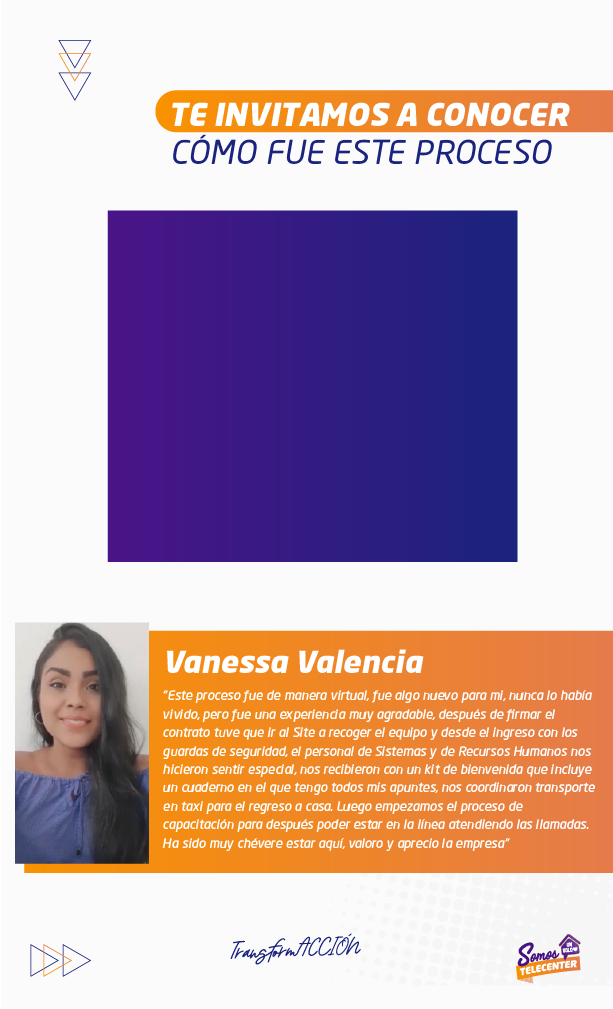 TE INVITAMOS A CONOCER
CÓMO FUE ESTE PROCESO
Vanessa Valencia
"Este proceso fue de manera virtual, fue algo nuevo para mi, nunca lo había
vivido, pero fue una experiencia muy agradable, después de firmar el
contrato tuve que ir al Site a recoger el equipo y desde el ingreso con los
guardas de seguridad, el personal de Sistemas y de Recursos Humanos nos
hicieron sentir especial, nos recibieron con un kit de bienvenida que incluye
un cuaderno en el que tengo todos mis apuntes, nos coordinaron transporte
en taxi para el regreso a casa. Luego empezamos el proceso de
capacitación para después poder estar en la línea atendiendo las llamadas.
Ha sido muy chévere estar aquí, valoro y aprecio la empresa"
TransformACCIÓN
Somos
TELECENTER